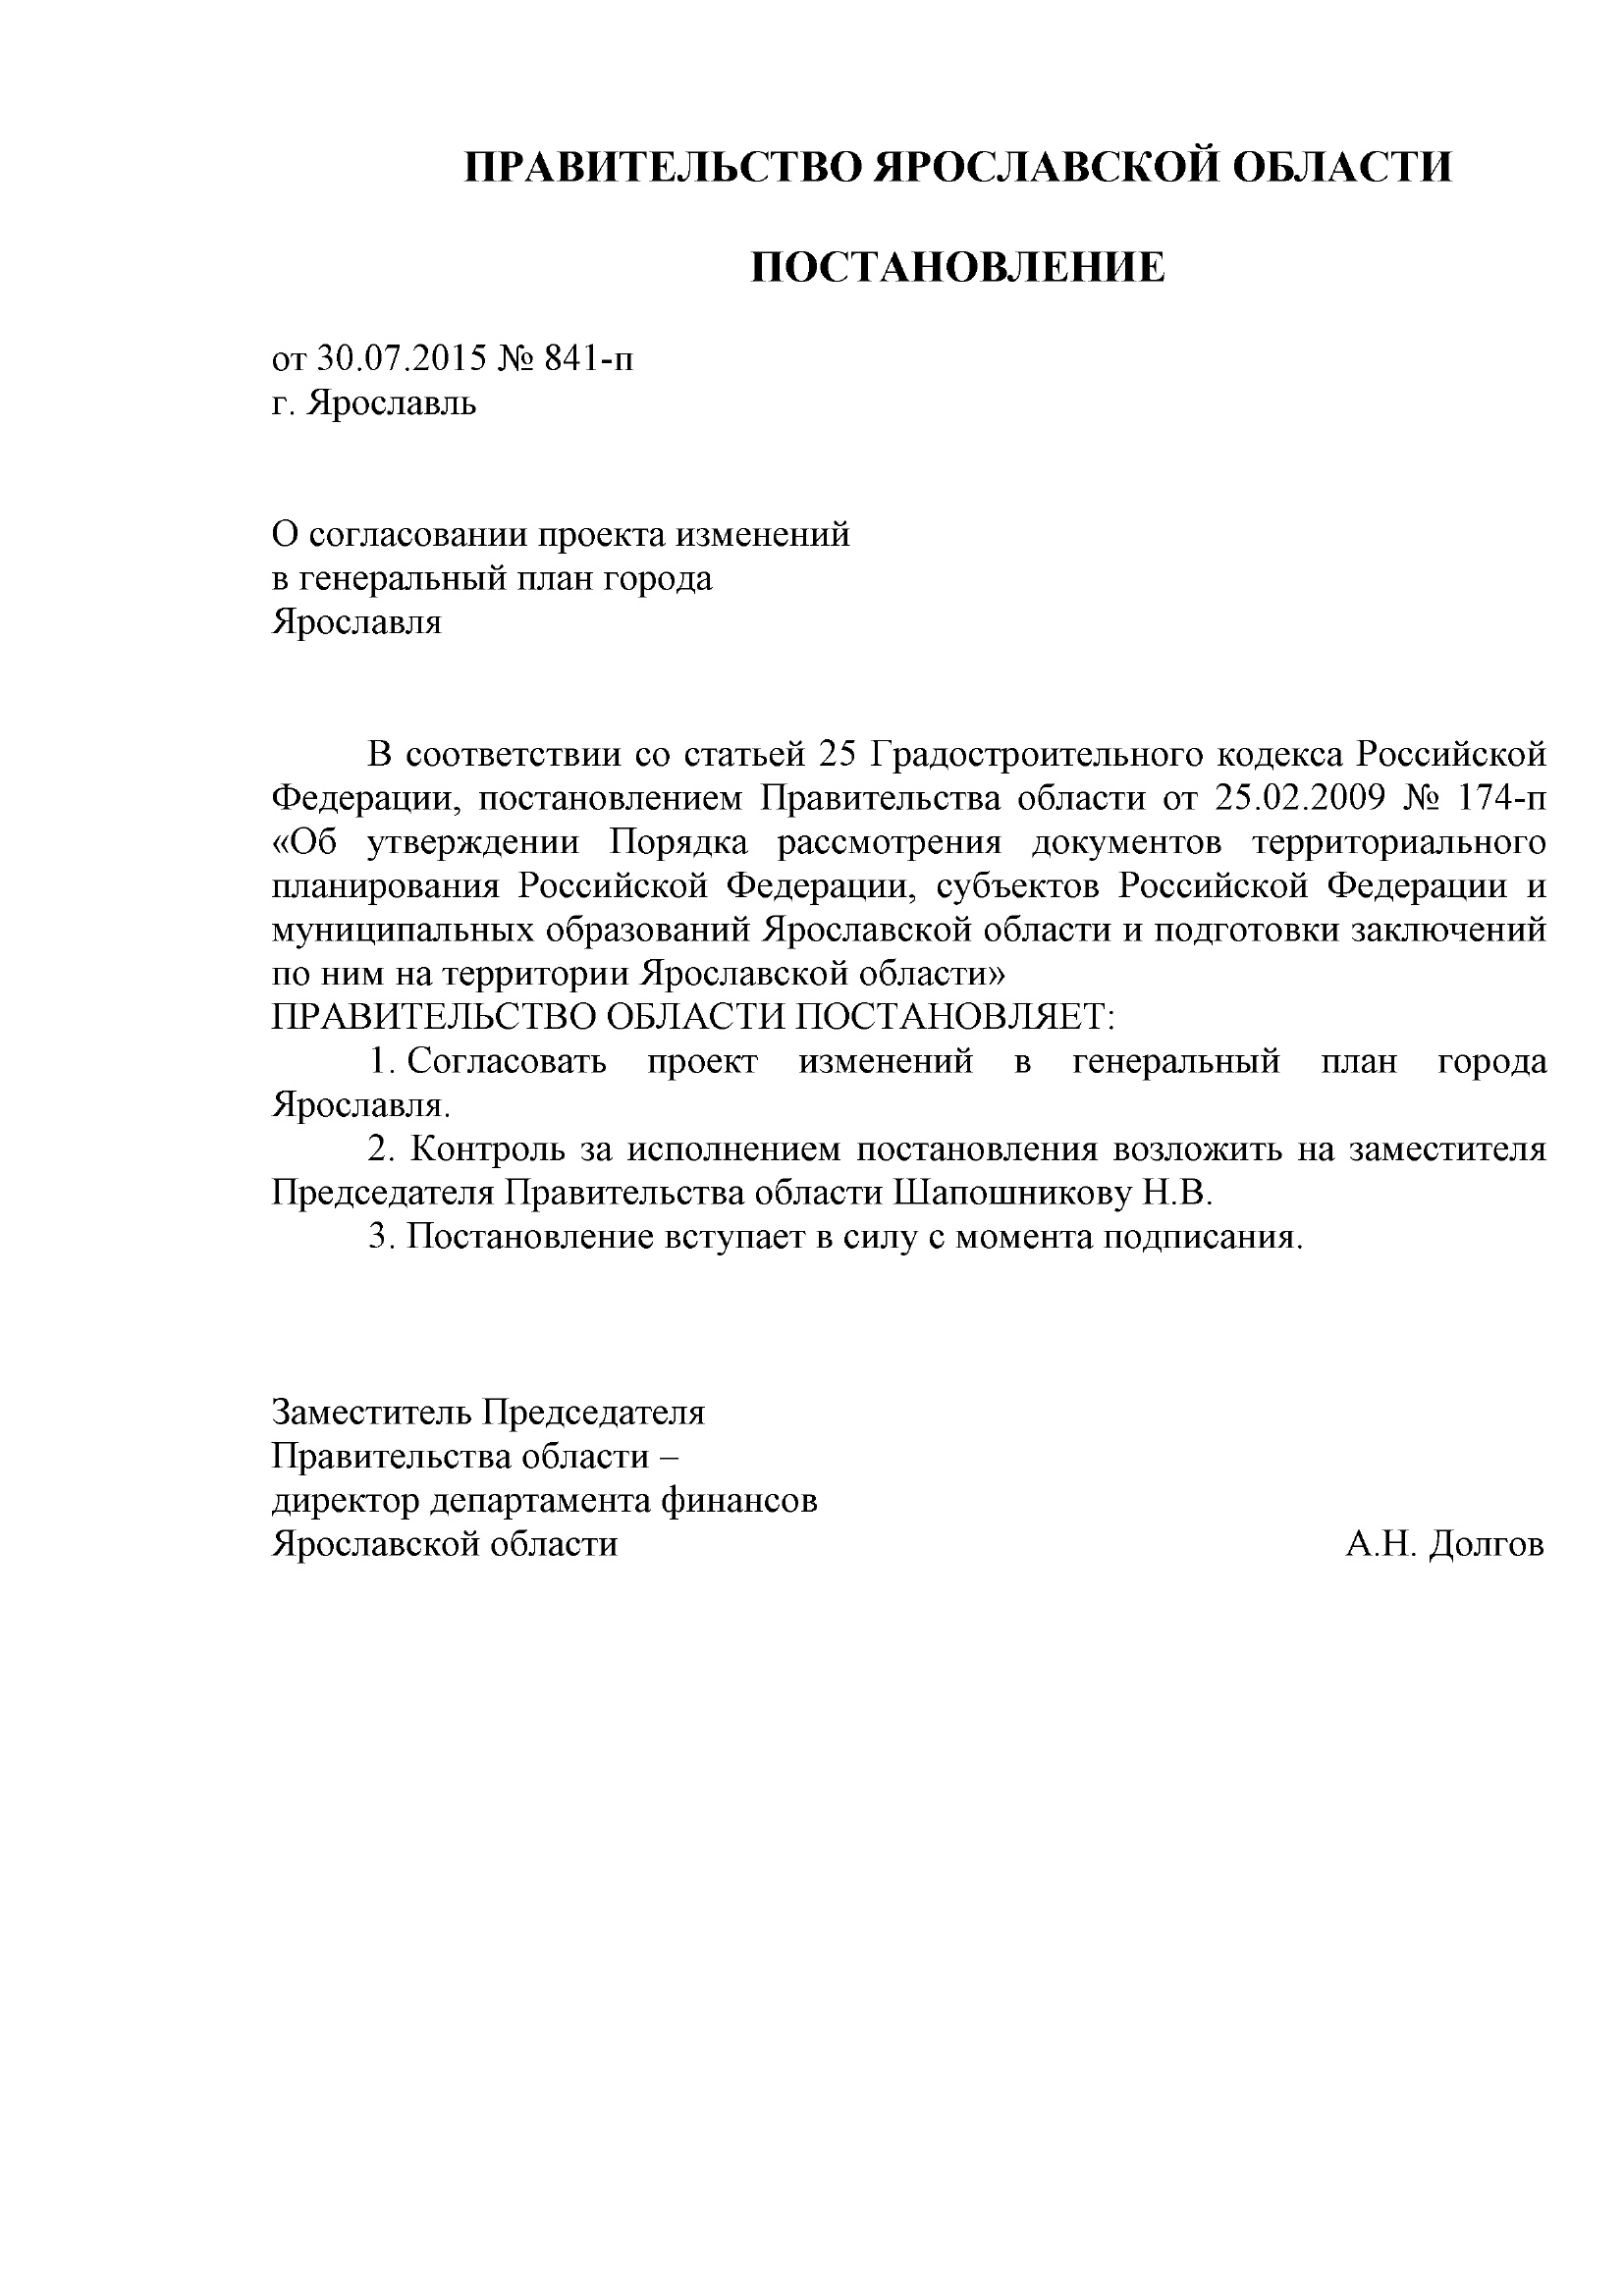 ПРАВИТЕЛЬСТВО ЯРОСЛАВСКОЙ ОБЛАСТИ
ПОСТАНОВЛЕНИЕ
от 30.07.2015 № 841-п
г. Ярославль
О согласовании проекта изменений
в генеральный план города
Ярославля
В соответствии со статьей 25 Градостроительного кодекса Российской
Федерации, постановлением Правительства области от 25.02.2009 № 174-п
«Об утверждении Порядка рассмотрения документов территориального
планирования Российской Федерации, субъектов Российской Федерации и
муниципальных образований Ярославской области и подготовки заключений
по ним на территории Ярославской области»
ПРАВИТЕЛЬСТВО ОБЛАСТИ ПОСТАНОВЛЯЕТ:
1. Согласовать проект изменений в генеральный план города
Ярославля.
2. Контроль за исполнением постановления возложить на заместителя
Председателя Правительства области Шапошникову Н.В.
3. Постановление вступает в силу с момента подписания.
Заместитель Председателя
Правительства области –
директор департамента финансов
Ярославской области А.Н. Долгов